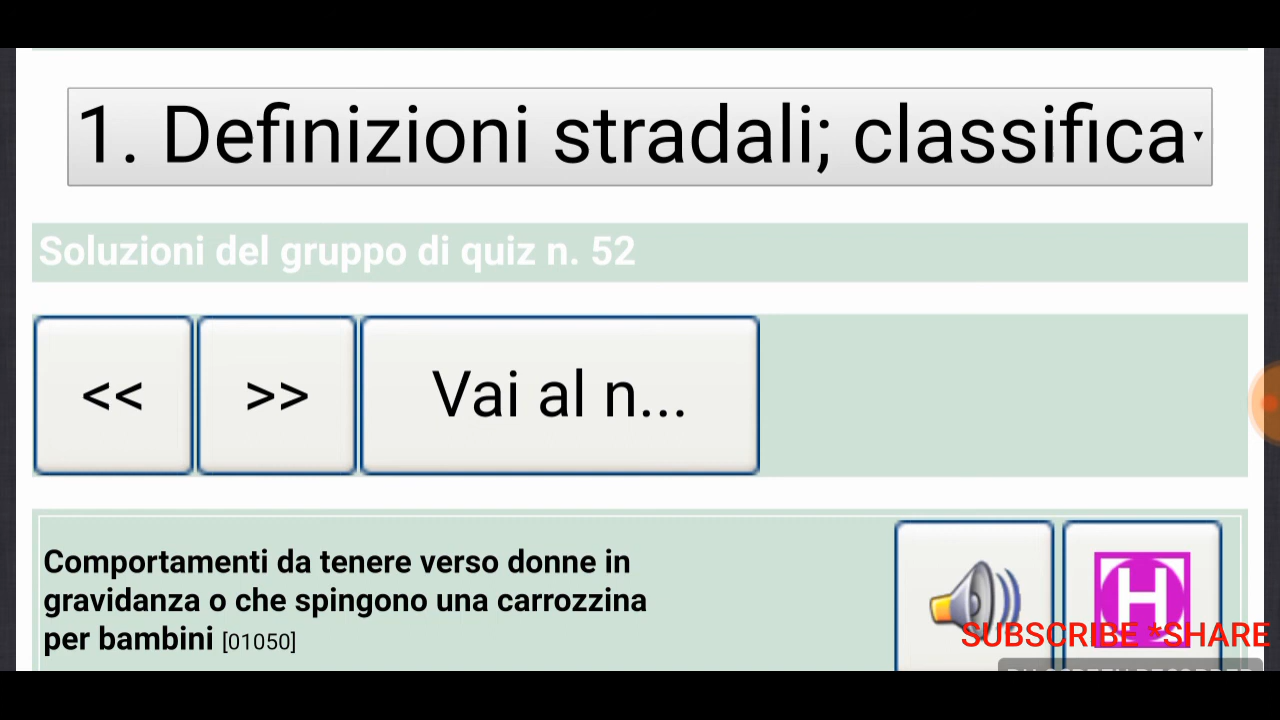 1. Definizioni stradali; classifica
Soluzioni del gruppo di quiz n. 52
<< >> Vai al n...
Comportamenti da tenere verso donne in
gravidanza o che spingono una carrozzina
per bambini [01050]
H
SUBSCRIBE *SHARE